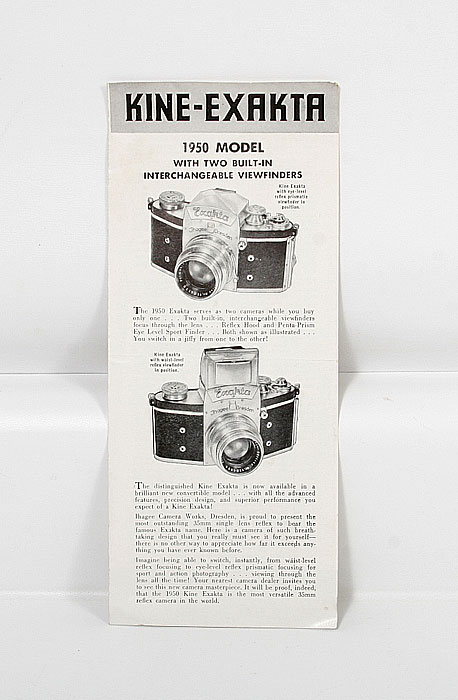 KINE-EXAKTA
1950 MODEL
WITH TWO BUILT-IN
INTERCHANGEABLE VIEWFINDERS
Kine Exakta
with eye-level
reflex prismatic
viewfinder in
position.
Exakta
Ihagee Dresden
The 1950 Exakta serves as two cameras while you buy
only one . . . Two built-in, interchangeable viewfinders
focus through the lens . . . Reflex Hood and Penta-Prism
Eye Level Sport Finder . . . Both shown as illustrated . . .
You switch in a jiffy from one to the other!
Kine Exakta
with waist-level
reflex viewfinder
in position.
Exakta
Ihagee Dresden
The distinguished Kine Exakta is now available in a
brilliant new convertible model . . . with all the advanced
features, precision design, and superior performance you
expect of a Kine Exakta!
Ihagee Camera Works, Dresden, is proud to present the
most outstanding 35mm single lens reflex to bear the
famous Exakta name. Here is a camera of such breath-
taking design that you really must see it for yourself—
there is no other way to appreciate how far it exceeds any-
thing you have ever known before.
Imagine being able to switch, instantly, from waist-level
reflex focusing to eye-level reflex prismatic focusing for
sport and action photography . . . viewing through the
lens all the time! Your nearest camera dealer invites you
to see this new camera masterpiece. It will be proof, indeed,
that the 1950 Kine Exakta is the most versatile 35mm
reflex camera in the world.